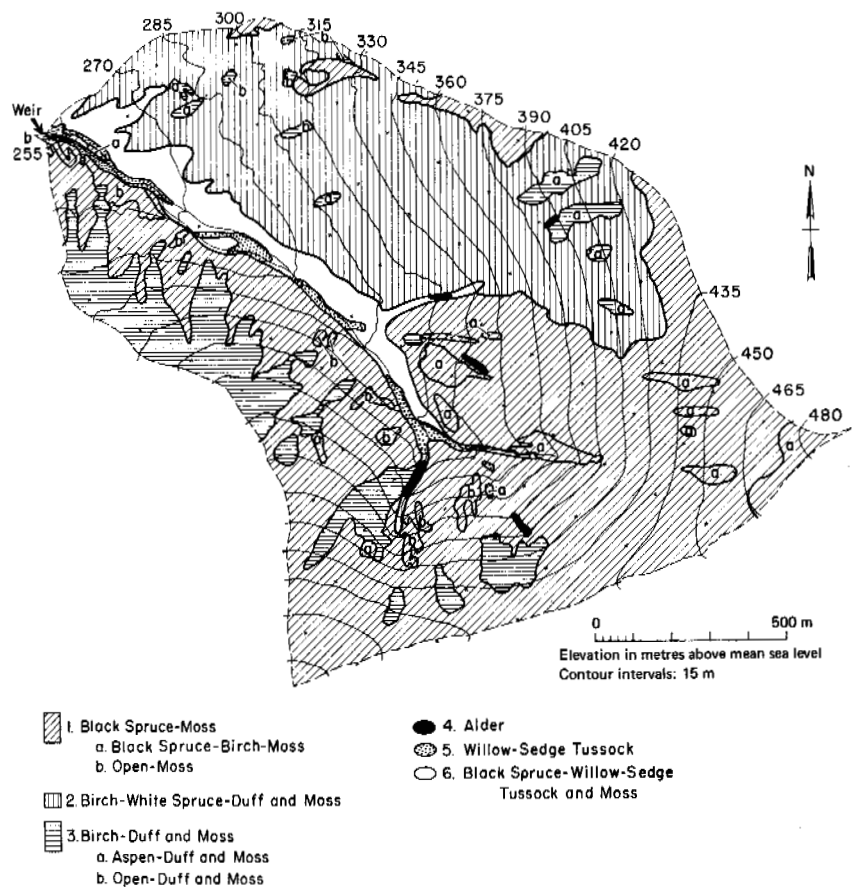 270
285
300
315
b
330
345
360
375
390
405
420
435
450
465
480
Weir
b
255
N
0
500 m
Elevation in metres above mean sea level
Contour intervals: 15 m
1. Black Spruce-Moss
a. Black Spruce-Birch-Moss
b. Open-Moss
2. Birch-White Spruce-Duff and Moss
3. Birch-Duff and Moss
a. Aspen-Duff and Moss
b. Open-Duff and Moss
4. Alder
5. Willow-Sedge Tussock
6. Black Spruce-Willow-Sedge
Tussock and Moss